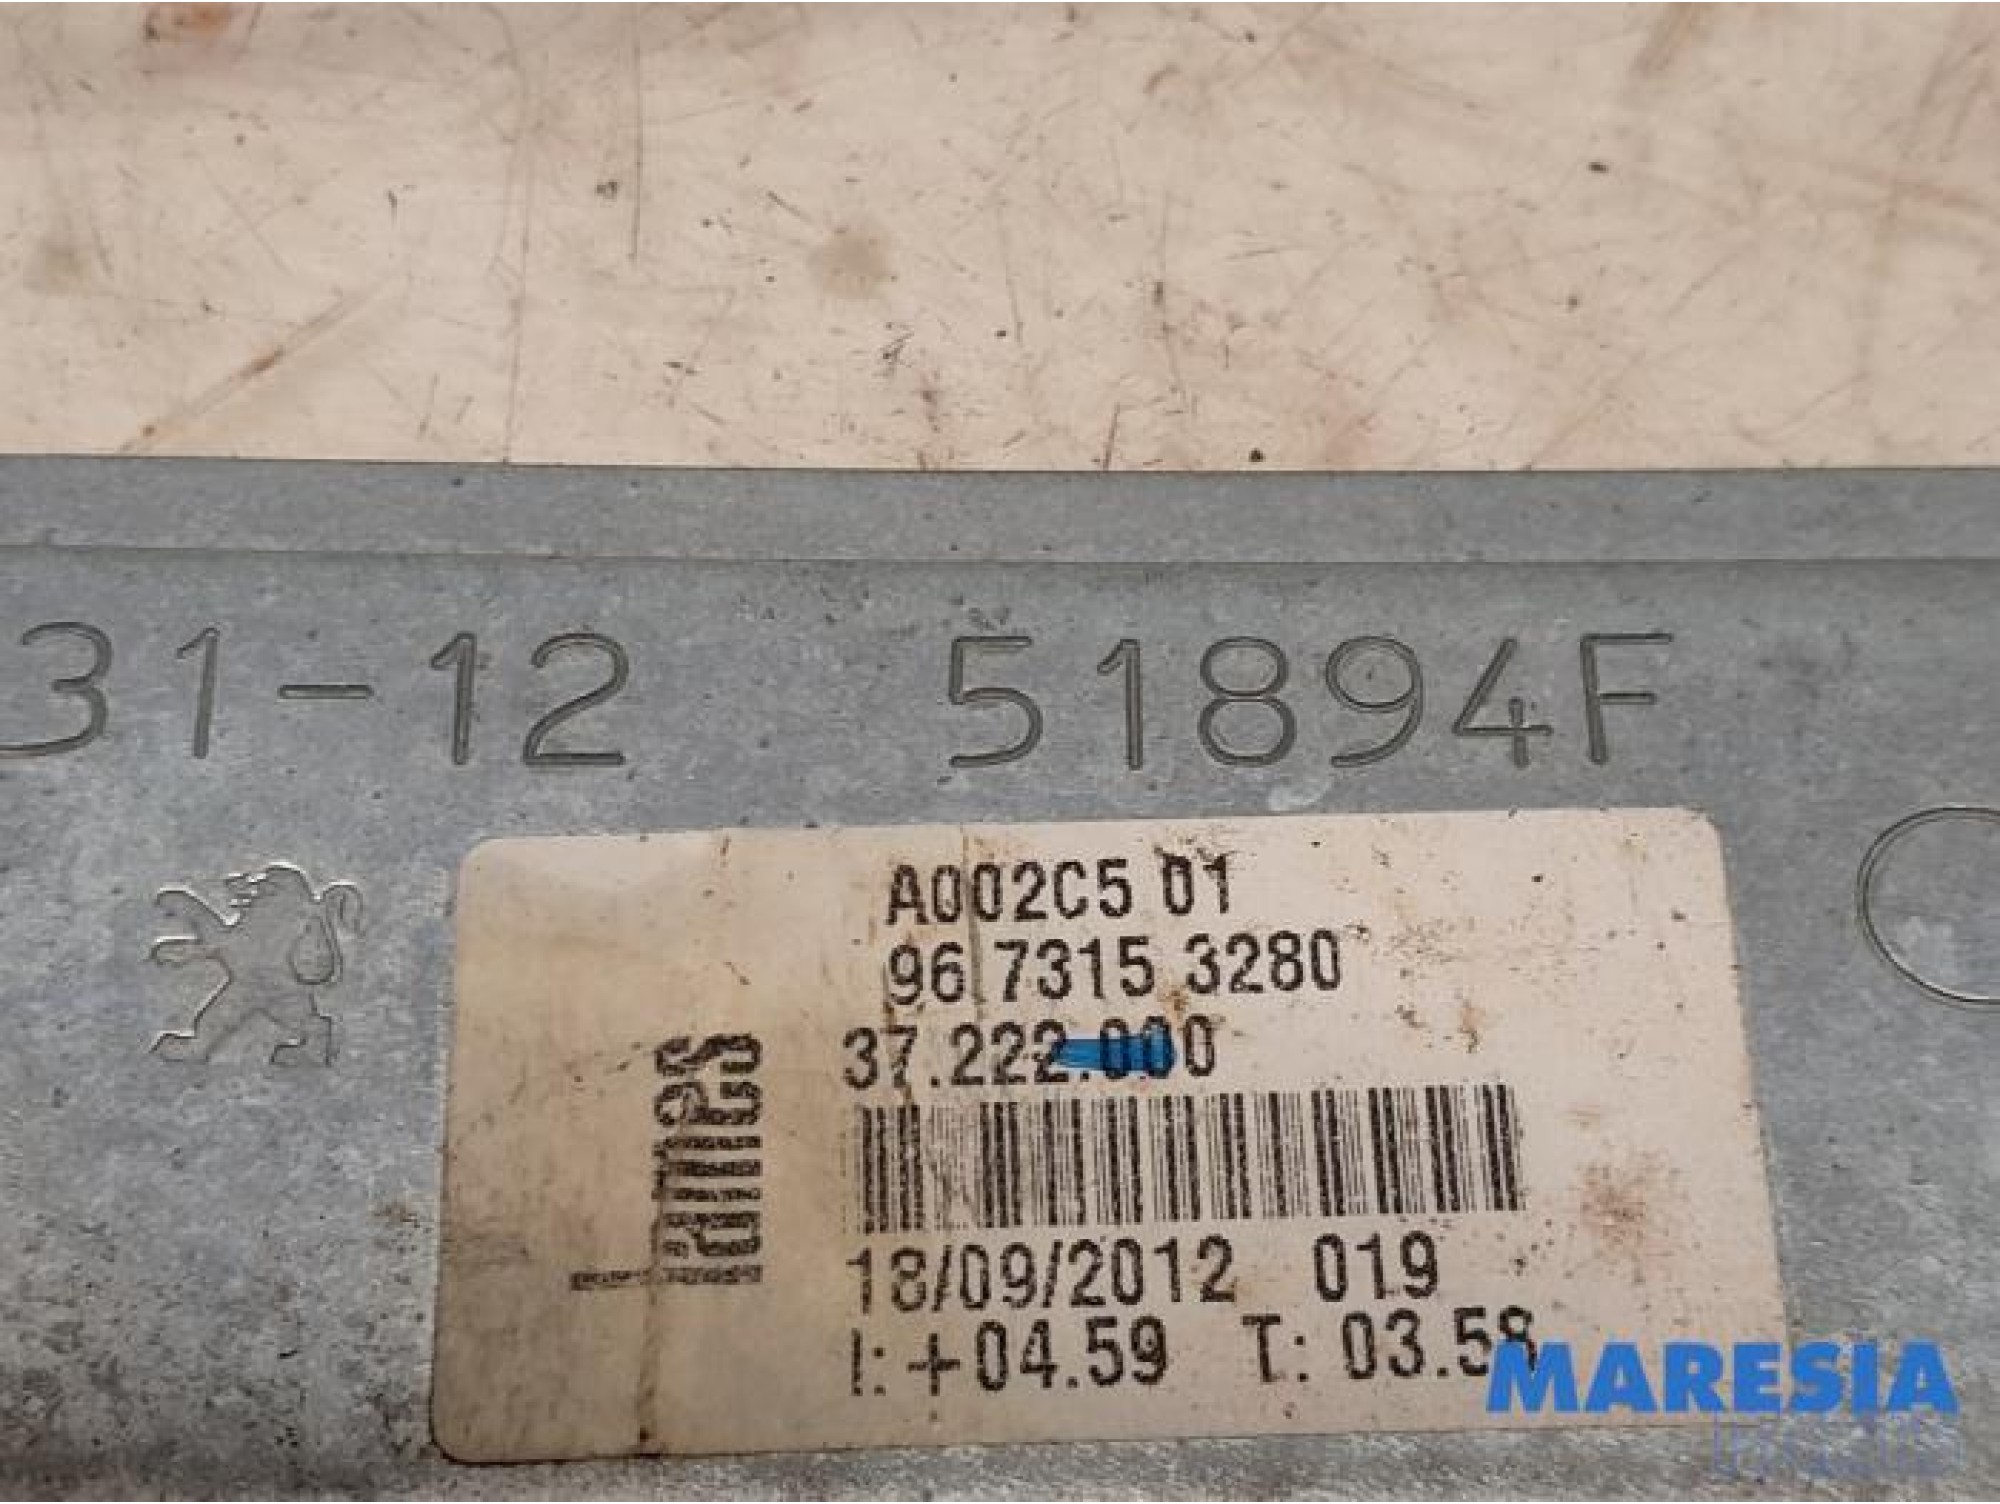 31-12 51894F
A002C5 01
96 7315 3280
37.222.000
18/09/2012 019
I: +04.59 T: 03.58
MARESIA